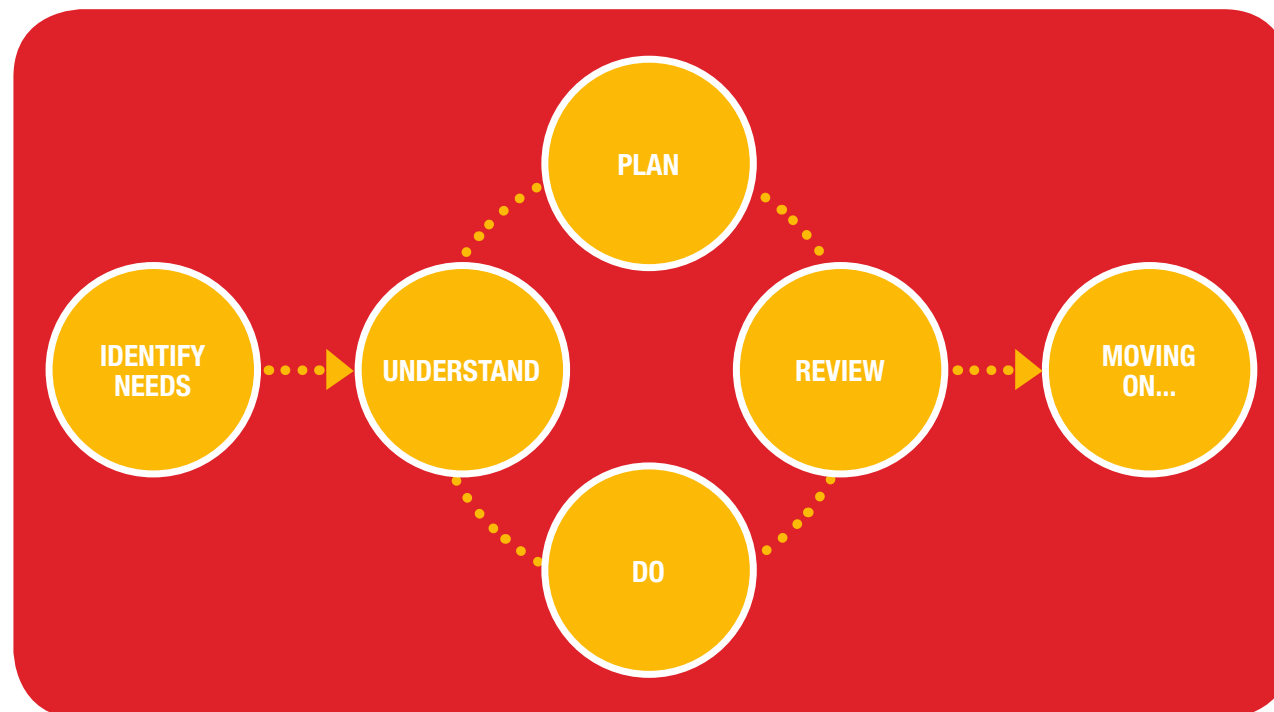 PLAN
IDENTIFY
NEEDS
UNDERSTAND
REVIEW
MOVING
ON...
DO